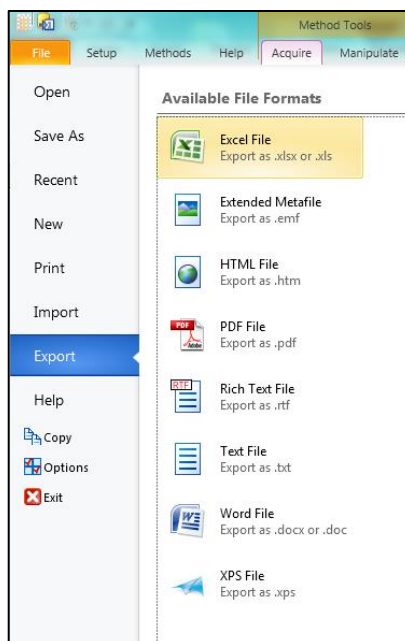 Method Tools
File Setup Methods Help Acquire Manipulate
Open
Save As
Recent
New
Print
Import
Export
Help
Copy
Options
Exit
Available File Formats
Excel File
Export as .xlsx or .xls
Extended Metafile
Export as .emf
HTML File
Export as .htm
PDF
Adobe
PDF File
Export as .pdf
RTF
Rich Text File
Export as .rtf
Text File
Export as .txt
W
Word File
Export as .docx or .doc
XPS File
Export as .xps